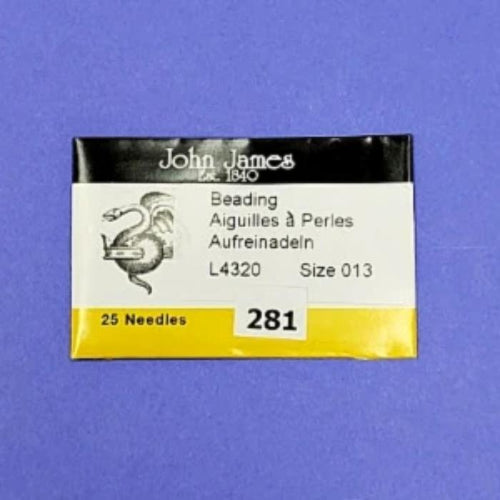 John James
Est. 1840
Beading
Aiguilles à Perles
Aufreinadeln
L4320 Size 013
25 Needles
281